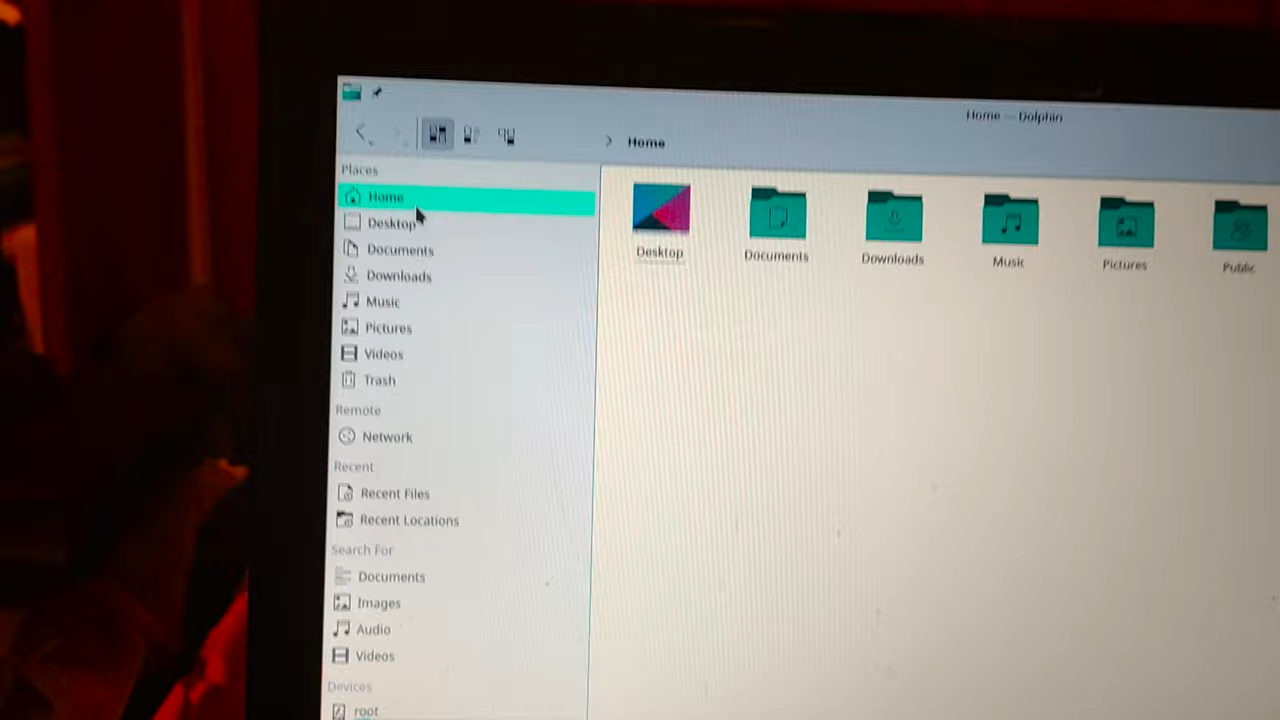 Home — Dolphin
Home
Places
Home
Desktop
Documents
Downloads
Music
Pictures
Videos
Trash
Remote
Network
Recent
Recent Files
Recent Locations
Search For
Documents
Images
Audio
Videos
Devices
root
Desktop
Documents
Downloads
Music
Pictures
Public